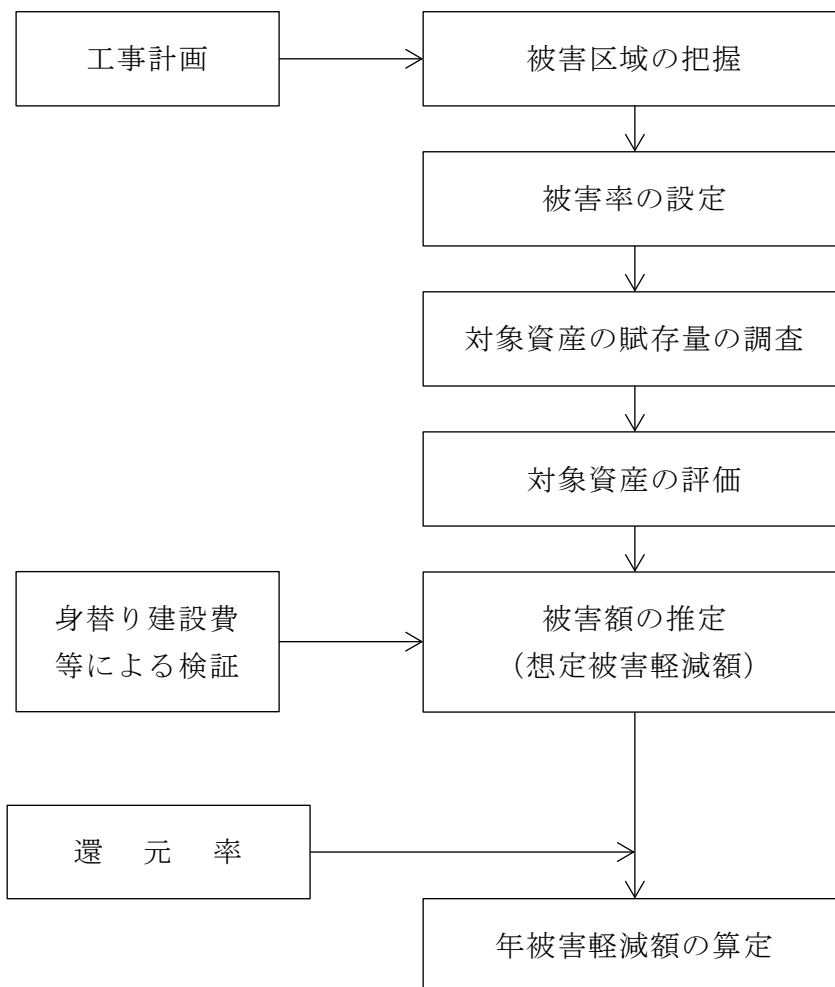 工事計画
被害区域の把握
被害率の設定
対象資産の賦存量の調査
対象資産の評価
身替り建設費
等による検証
被害額の推定
（想定被害軽減額）
還　元　率
年被害軽減額の算定